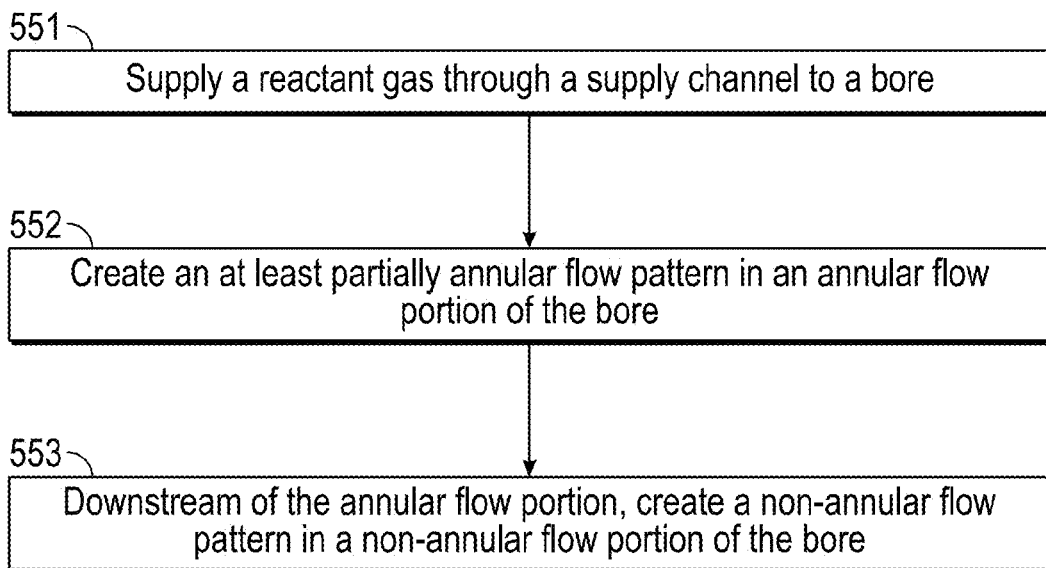 551
Supply a reactant gas through a supply channel to a bore
552
Create an at least partially annular flow pattern in an annular flow
portion of the bore
553
Downstream of the annular flow portion, create a non-annular flow
pattern in a non-annular flow portion of the bore